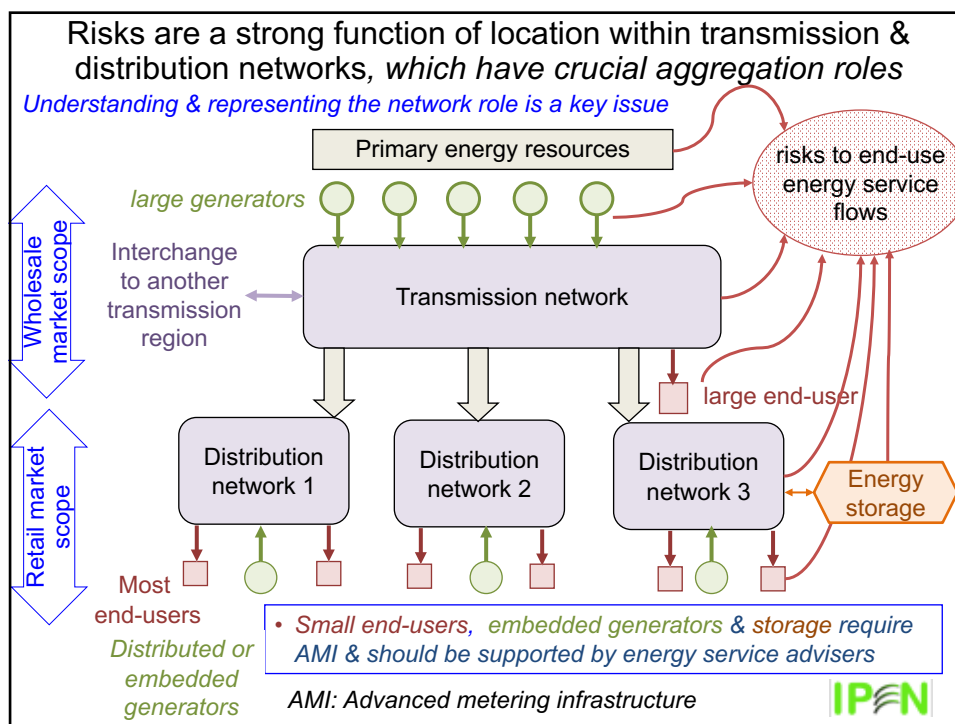 Risks are a strong function of location within transmission &
distribution networks, which have crucial aggregation roles
Understanding & representing the network role is a key issue
Primary energy resources
risks to end-use
energy service
flows
large generators
Wholesale
market scope
Interchange
to another
transmission
region
Transmission network
large end-user
Retail market
scope
Distribution
network 1
Distribution
network 2
Distribution
network 3
Energy
storage
Most
end-users
Distributed or
embedded
generators
• Small end-users, embedded generators & storage require
AMI & should be supported by energy service advisers
AMI: Advanced metering infrastructure
IPEN